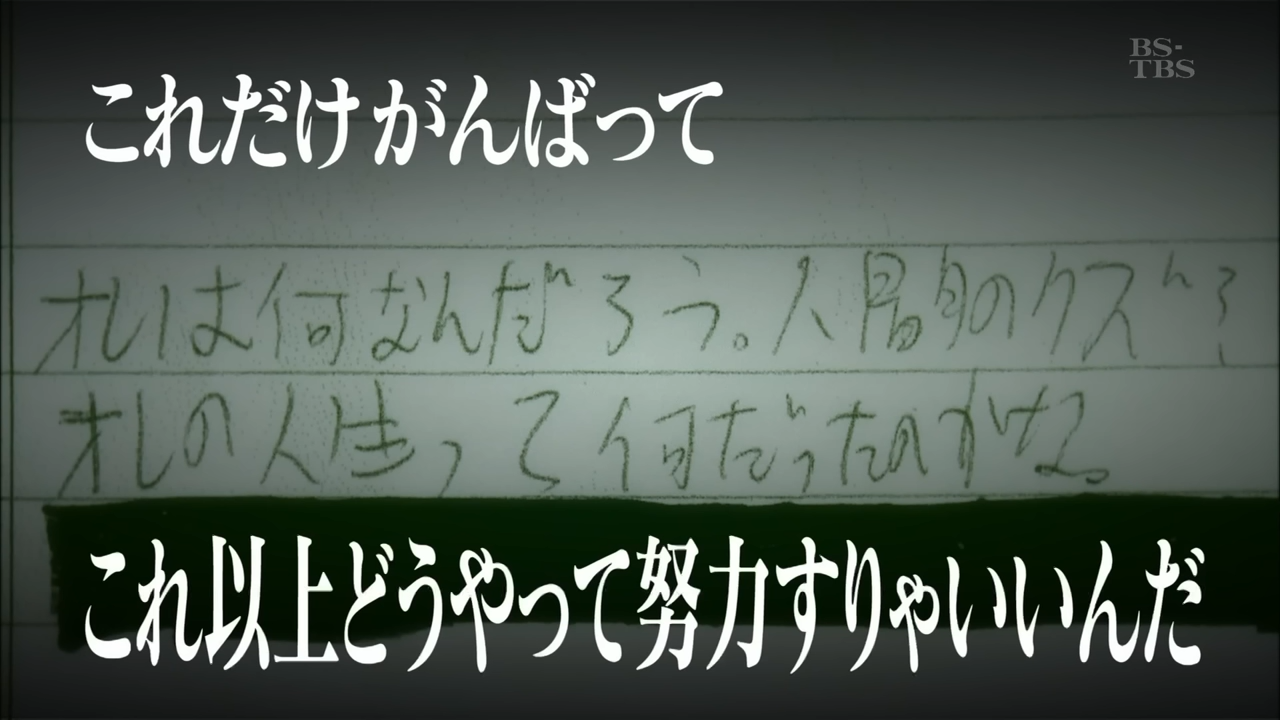 BS-
TBS
これだけがんばって
オレは何なんだろう。人間のクズか?
オレの人生って何だったのかな。
これ以上どうやって努力すりゃいいんだ